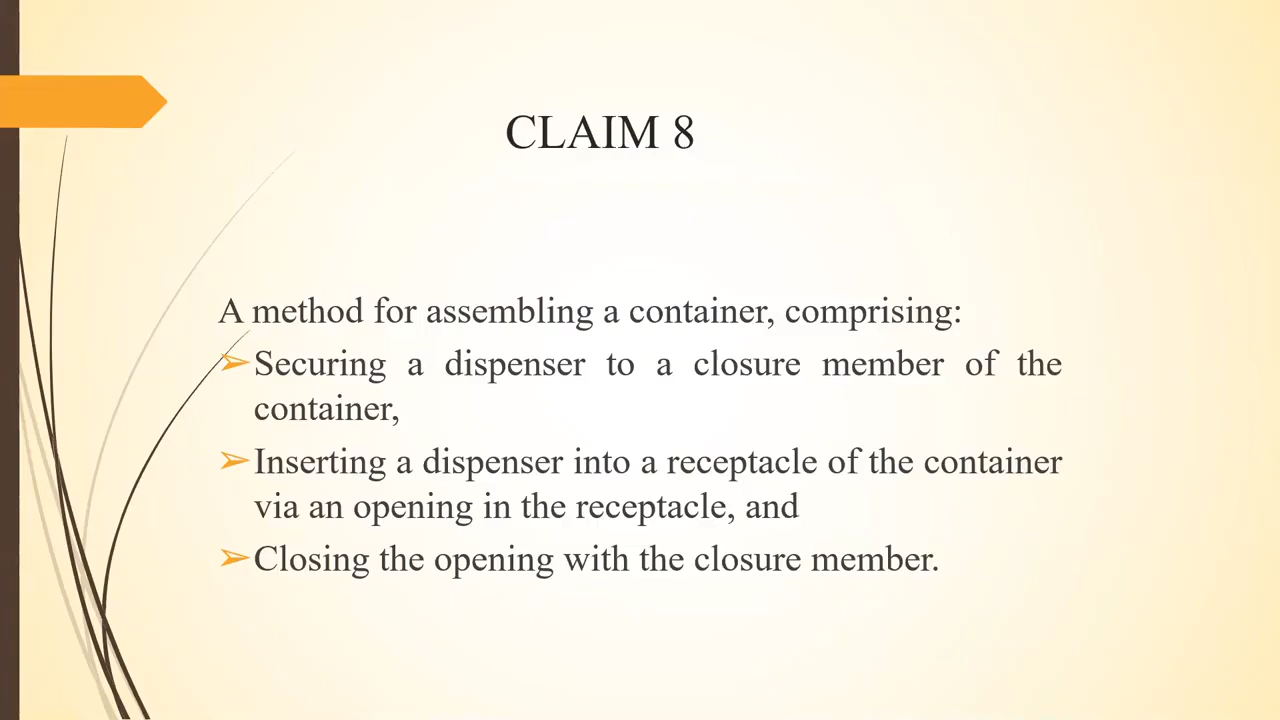 CLAIM 8
A method for assembling a container, comprising:
➢Securing a dispenser to a closure member of the
container,
➢Inserting a dispenser into a receptacle of the container
via an opening in the receptacle, and
➢Closing the opening with the closure member.